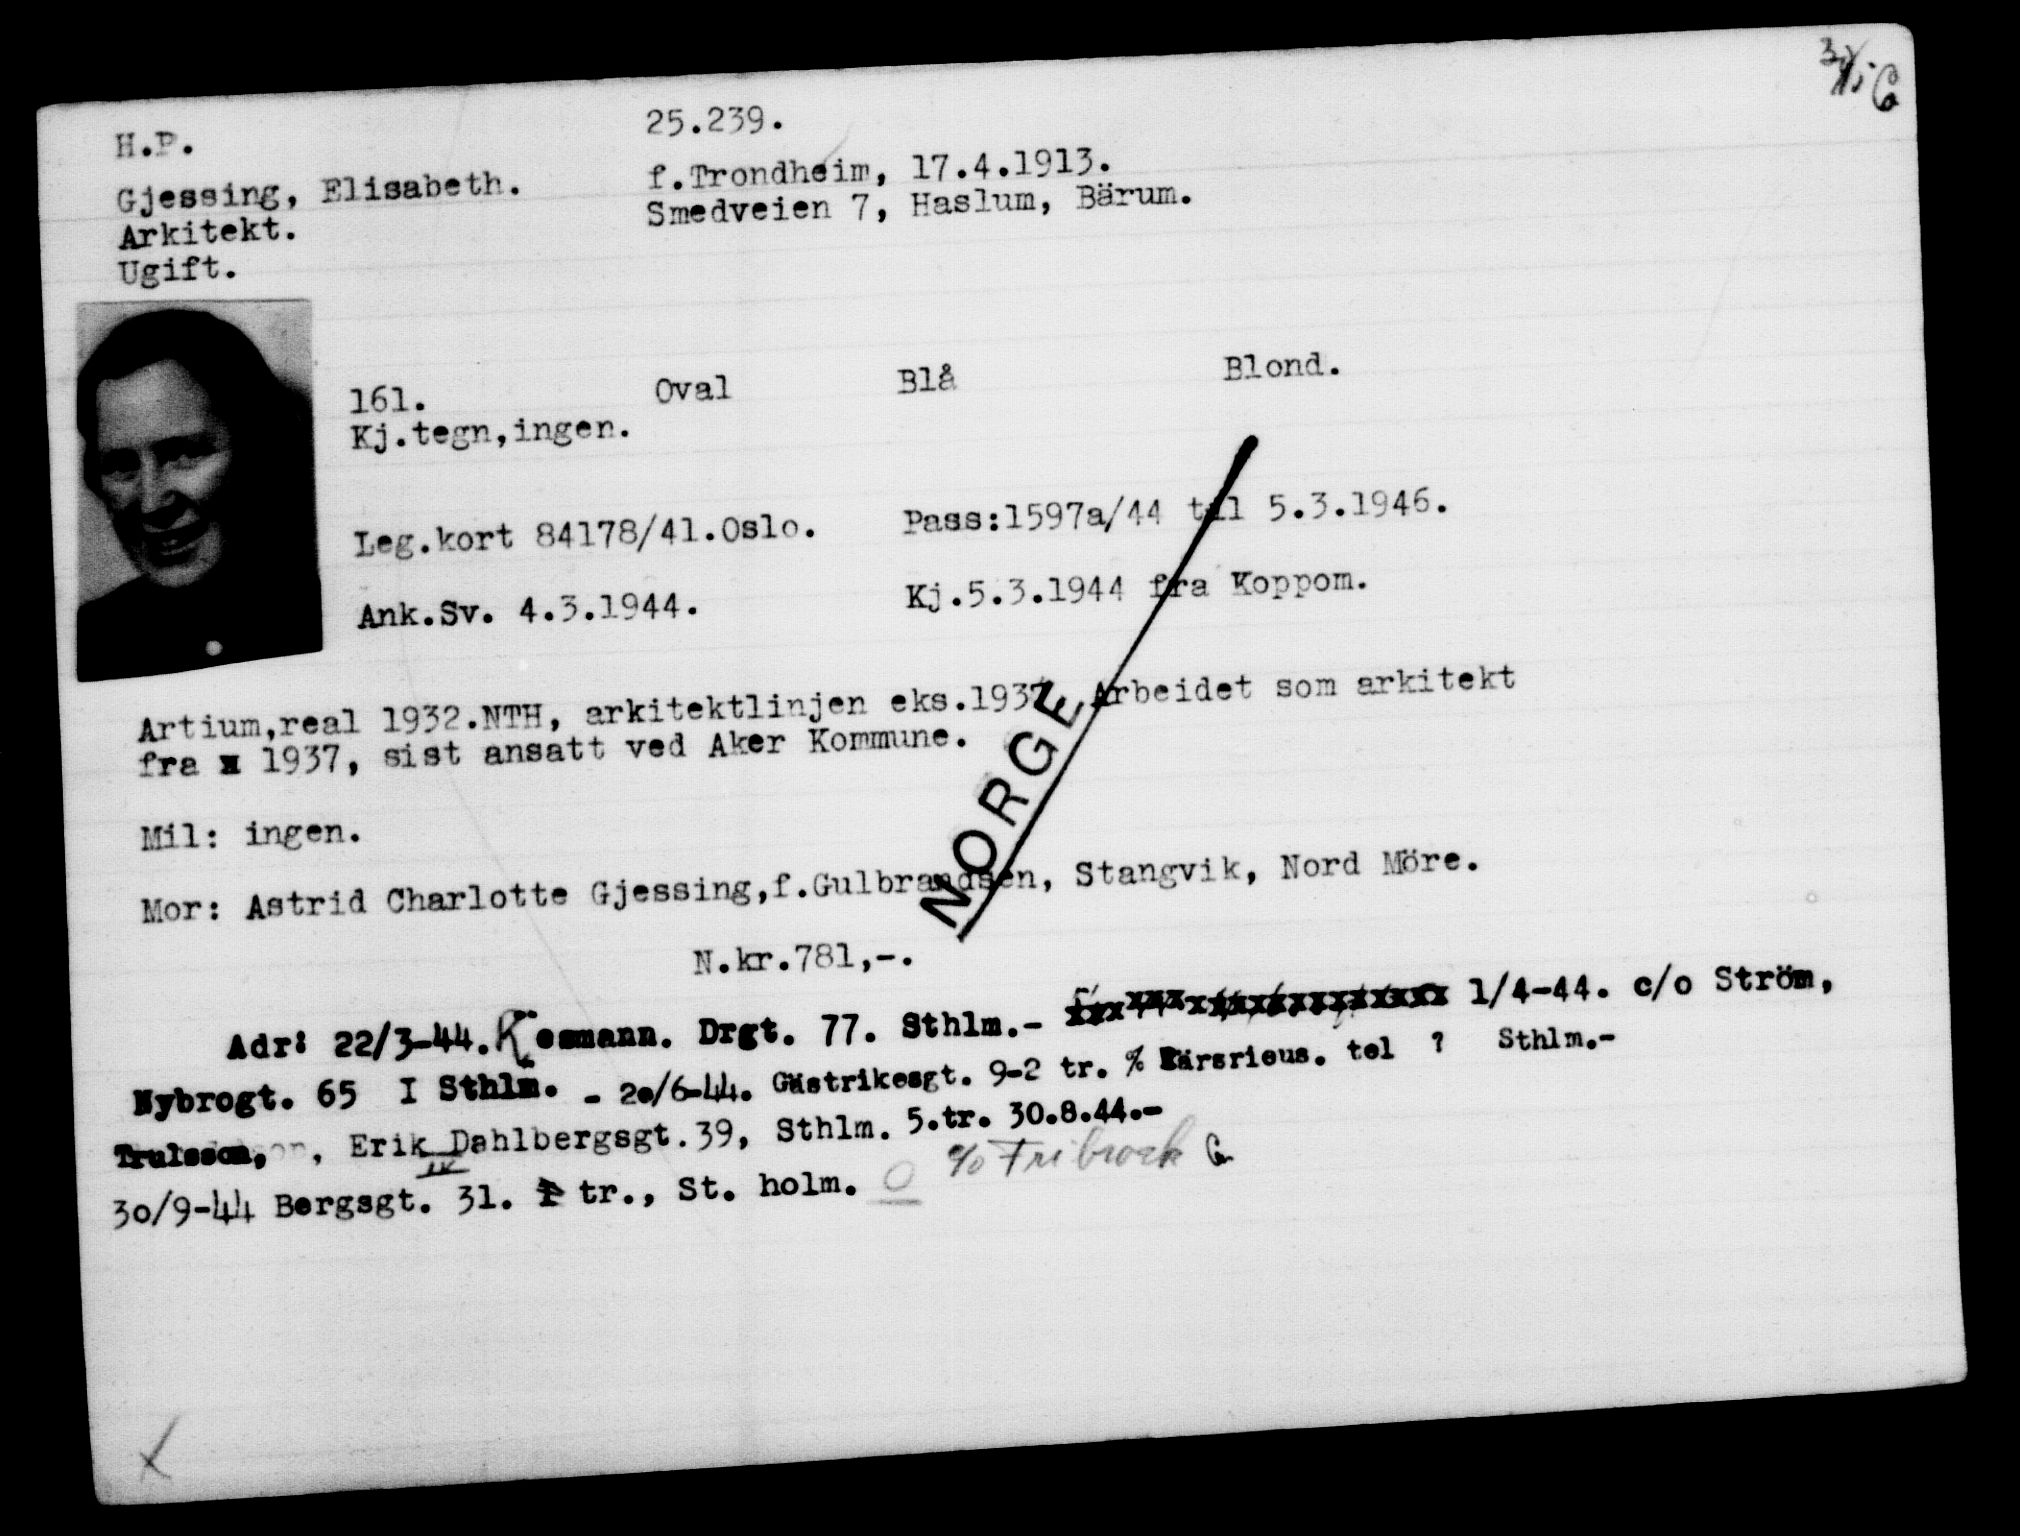 H.P.
25.239.
Gjessing, Elisabeth.
f.Trondheim, 17.4.1913.
Arkitekt.
Smedveien 7, Haslum, Bärum.
Ugift.
161.
Oval
Blå
Blond.
Kj.tegn,ingen.
Leg.kort 84178/41.Oslo.
Pass:1597a/44 til 5.3.1946.
Ank.Sv. 4.3.1944.
Kj.5.3.1944 fra Koppom.
Artium,real 1932.NTH, arkitektlinjen eks.1937. Arbeidet som arkitekt
fra x 1937, sist ansatt ved Aker Kommune.
NORGE
Mil: ingen.
Mor: Astrid Charlotte Gjessing,f.Gulbrandsen, Stangvik, Nord Möre.
N.kr.781,-.
Adr: 22/3-44. Drgt. 77. Sthlm.- 1/4-44. c/o Ström,
Nybrogt. 65 I Sthlm. - 20/6-44. Gästrikesgt. 9-2 tr. % tel ? Sthlm.-
Trulsson, Erik Dahlbergsgt.39, Sthlm. 5.tr. 30.8.44.-
30/9-44 Bergsgt. 31. IV tr., St. holm. O % Fribrock